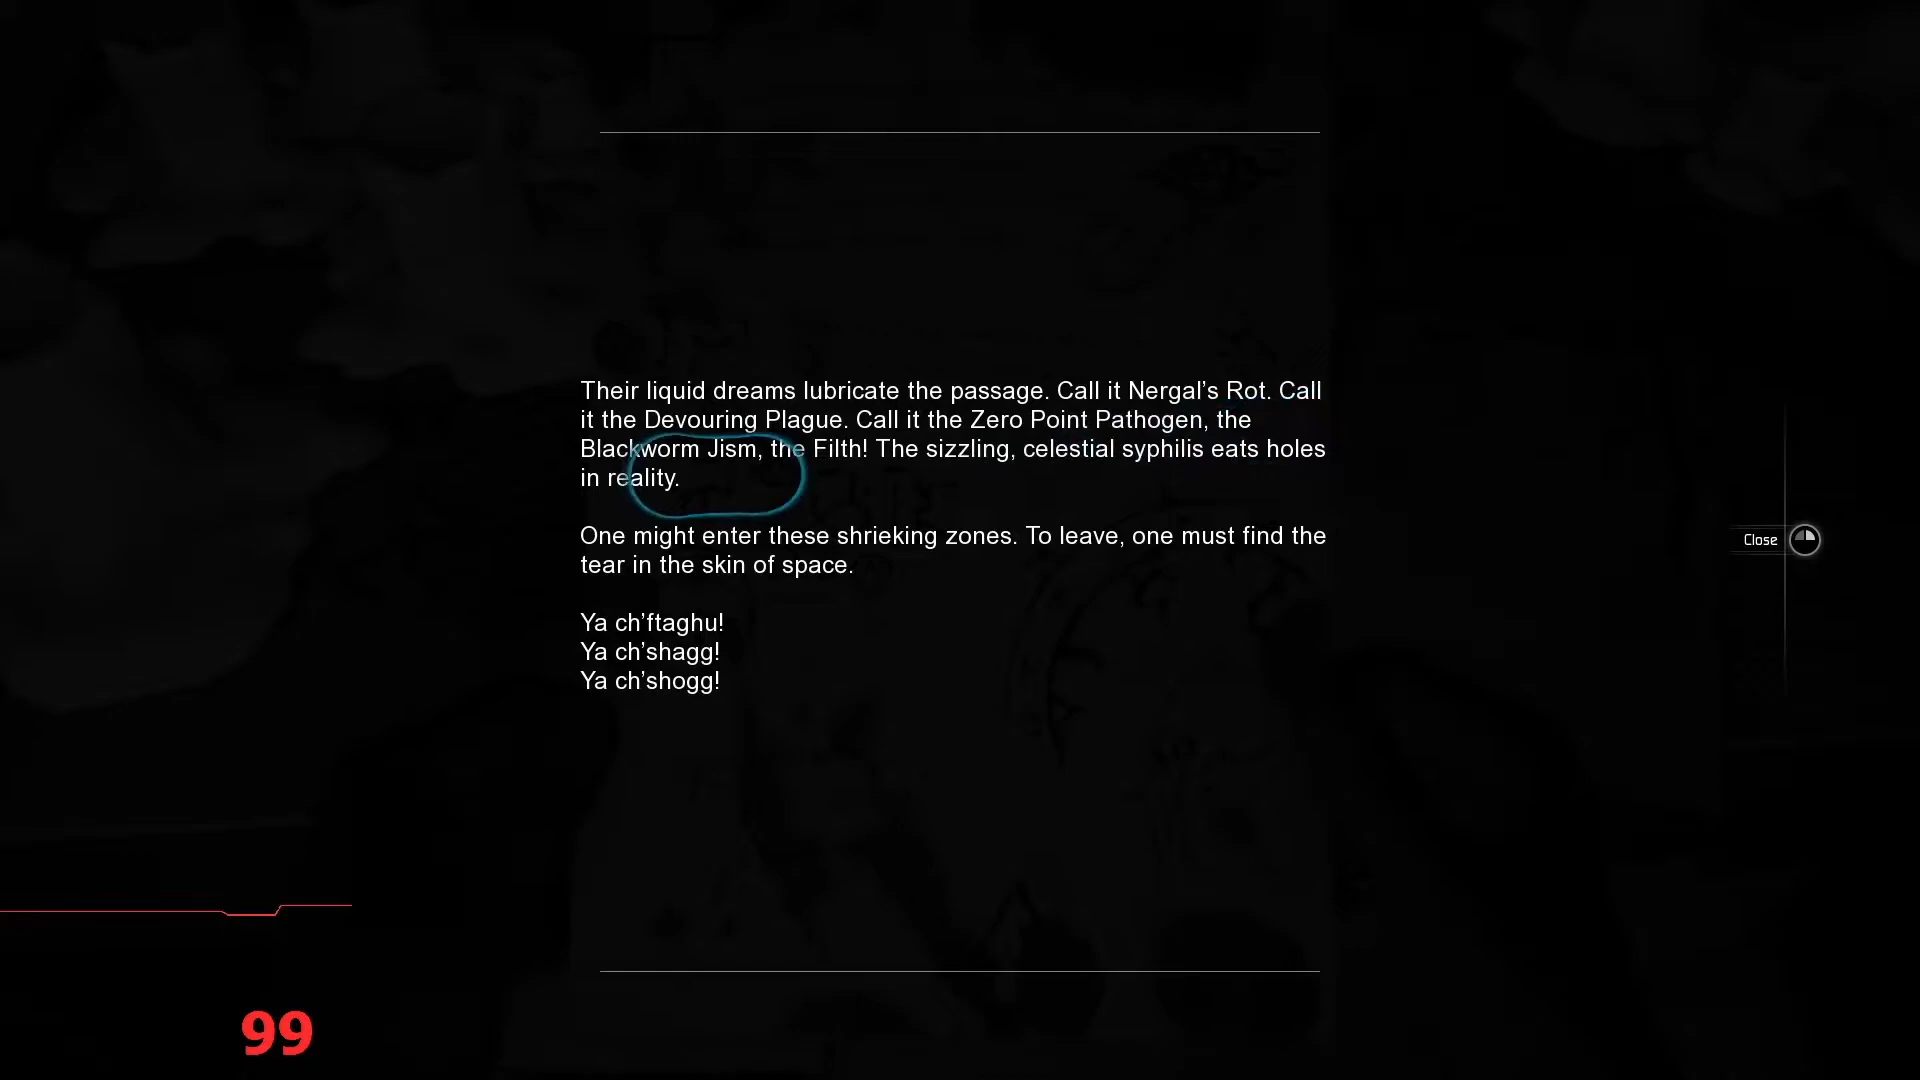 Their liquid dreams lubricate the passage. Call it Nergal’s Rot. Call
it the Devouring Plague. Call it the Zero Point Pathogen, the
Blackworm Jism, the Filth! The sizzling, celestial syphilis eats holes
in reality.
One might enter these shrieking zones. To leave, one must find the
tear in the skin of space.
Ya ch’ftaghu!
Ya ch’shagg!
Ya ch’shogg!
Close
99